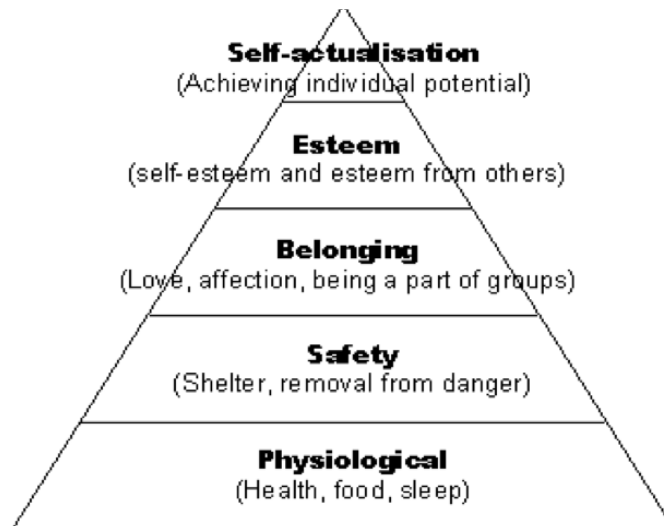 Self-actualisation
(Achieving individual potential)
Esteem
(self-esteem and esteem from others)
Belonging
(Love, affection, being a part of groups)
Safety
(Shelter, removal from danger)
Physiological
(Health, food, sleep)